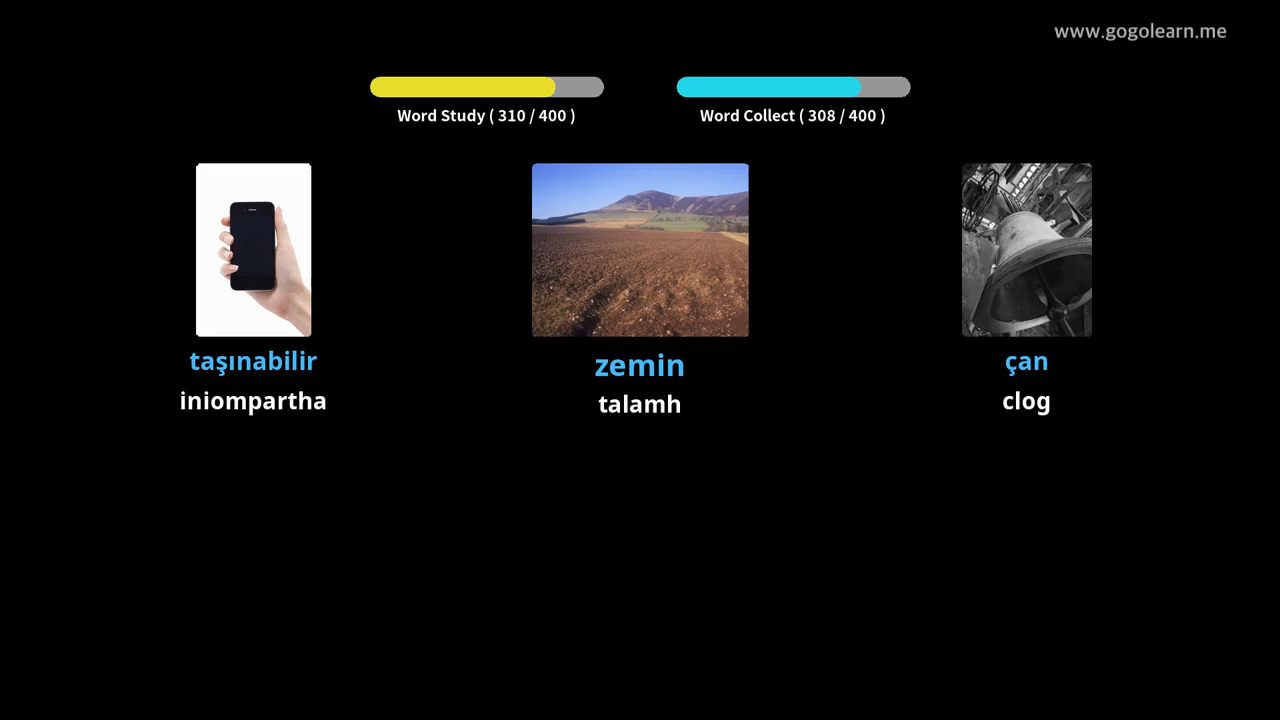 www.gogolearn.me
Word Study ( 310 / 400 )
Word Collect ( 308 / 400 )
taşınabilir
iniompartha
zemin
talamh
çan
clog